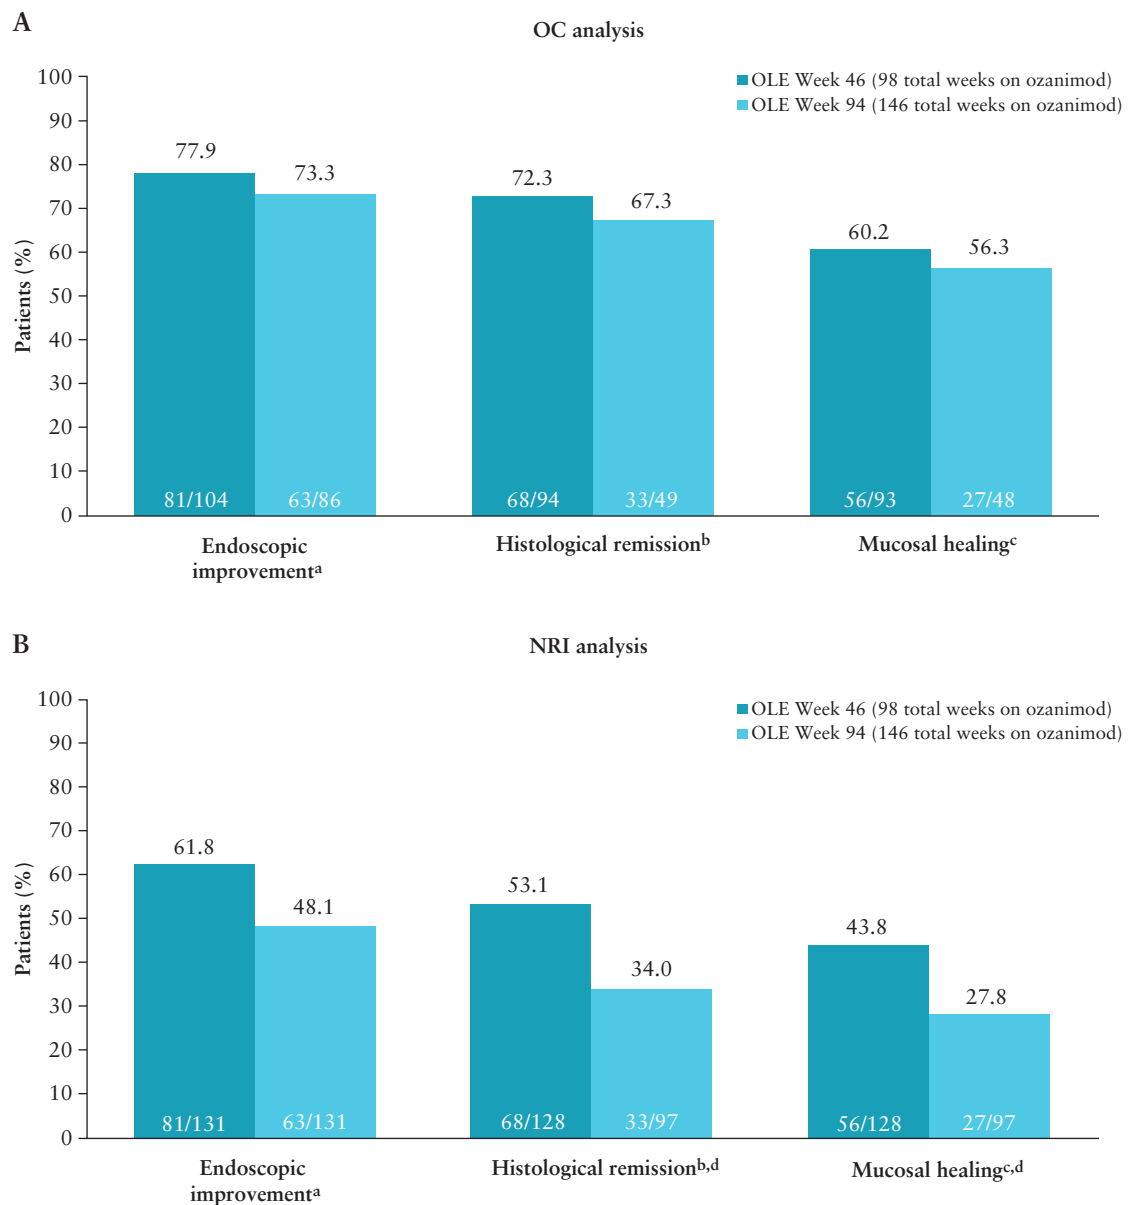 A
OC analysis
OLE Week 46 (98 total weeks on ozanimod)
OLE Week 94 (146 total weeks on ozanimod)
Patients (%)
100
90
80
70
60
50
40
30
20
10
0
77.9
73.3
72.3
67.3
60.2
56.3
81/104
63/86
68/94
33/49
56/93
27/48
Endoscopic
improvementᵃ
Histological remissionᵇ
Mucosal healingᶜ
B
NRI analysis
OLE Week 46 (98 total weeks on ozanimod)
OLE Week 94 (146 total weeks on ozanimod)
Patients (%)
100
90
80
70
60
50
40
30
20
10
0
61.8
48.1
53.1
34.0
43.8
27.8
81/131
63/131
68/128
33/97
56/128
27/97
Endoscopic
improvementᵃ
Histological remissionᵇ,ᵈ
Mucosal healingᶜ,ᵈ